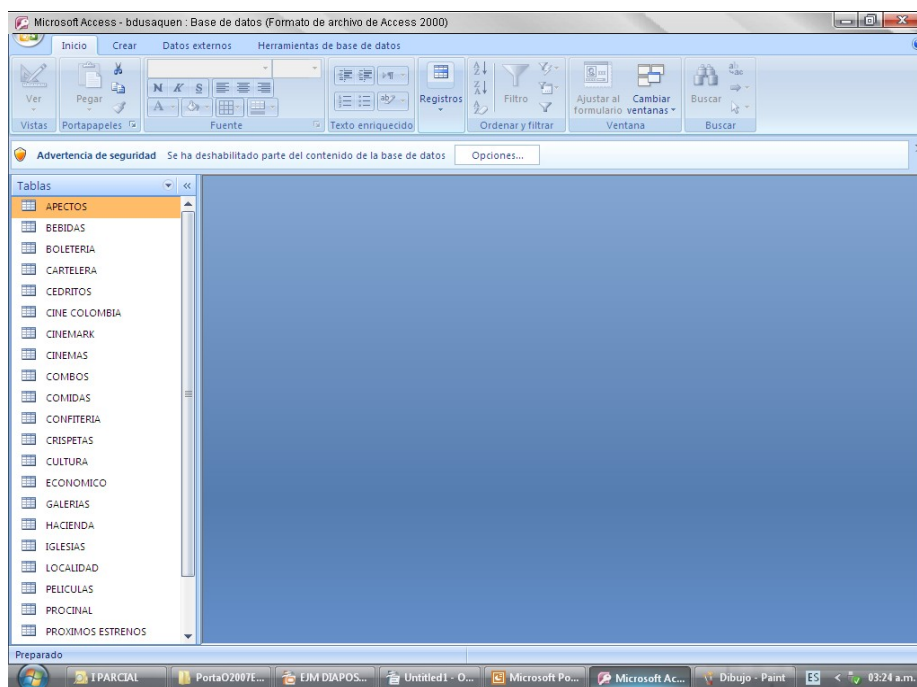 Microsoft Access - bdusaquen : Base de datos (Formato de archivo de Access 2000)
Inicio Crear Datos externos Herramientas de base de datos
Ver Pegar N K S Registros Filtro Ajustar al formulario Cambiar ventanas Buscar
Vistas Portapapeles Fuente Texto enriquecido Ordenar y filtrar Ventana Buscar
Advertencia de seguridad Se ha deshabilitado parte del contenido de la base de datos Opciones...
Tablas
APECTOS
BEBIDAS
BOLETERIA
CARTELERA
CEDRITOS
CINE COLOMBIA
CINEMARK
CINEMAS
COMBOS
COMIDAS
CONFITERIA
CRISPETAS
CULTURA
ECONOMICO
GALERIAS
HACIENDA
IGLESIAS
LOCALIDAD
PELICULAS
PROCINAL
PROXIMOS ESTRENOS
Preparado
I PARCIAL PortaO2007E... EJM DIAPOS... Untitled1 - O... Microsoft Po... Microsoft Ac... Dibujo - Paint ES < 03:24 a.m.